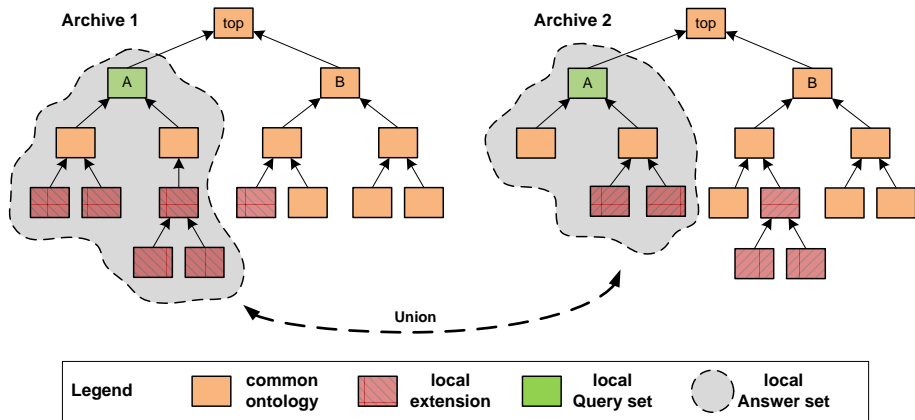 Archive 1
top
Archive 2
top
A
B
A
B
Union
Legend
common
ontology
local
extension
local
Query set
local
Answer set